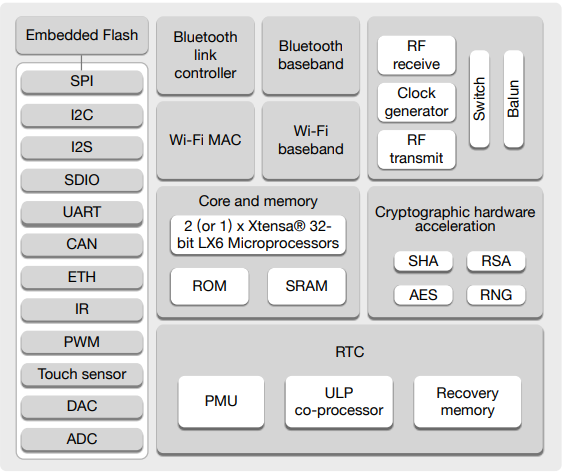 Embedded Flash
SPI
I2C
I2S
SDIO
UART
CAN
ETH
IR
PWM
Touch sensor
DAC
ADC
Bluetooth
link
controller
Bluetooth
baseband
Wi-Fi MAC
Wi-Fi
baseband
RF
receive
Clock
generator
RF
transmit
Switch
Balun
Core and memory
2 (or 1) x Xtensa® 32-
bit LX6 Microprocessors
ROM
SRAM
Cryptographic hardware
acceleration
SHA
RSA
AES
RNG
RTC
PMU
ULP
co-processor
Recovery
memory